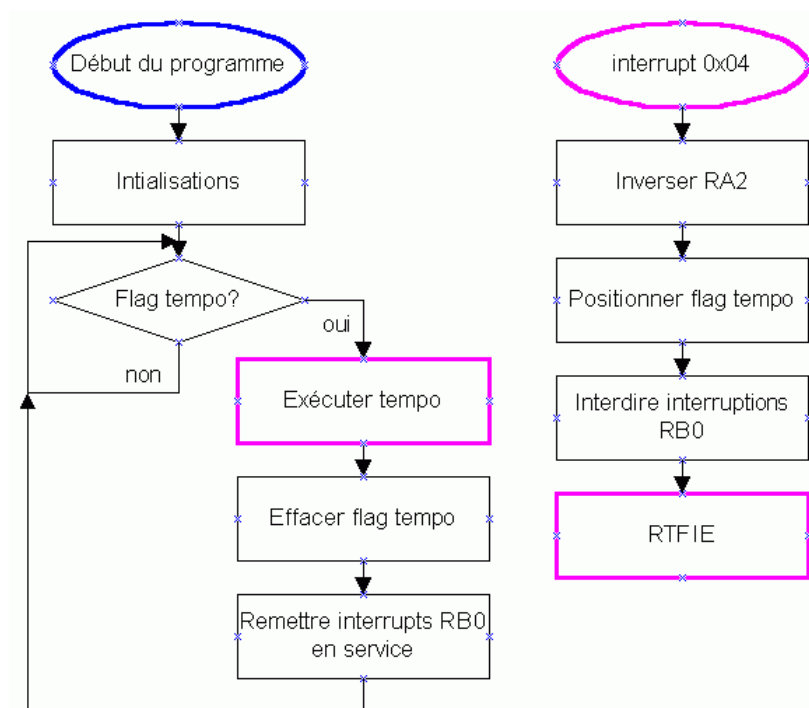 Début du programme
Intialisations
Flag tempo?
oui
non
Exécuter tempo
Effacer flag tempo
Remettre interrupts RB0
en service
interrupt 0x04
Inverser RA2
Positionner flag tempo
Interdire interruptions
RB0
RTFIE